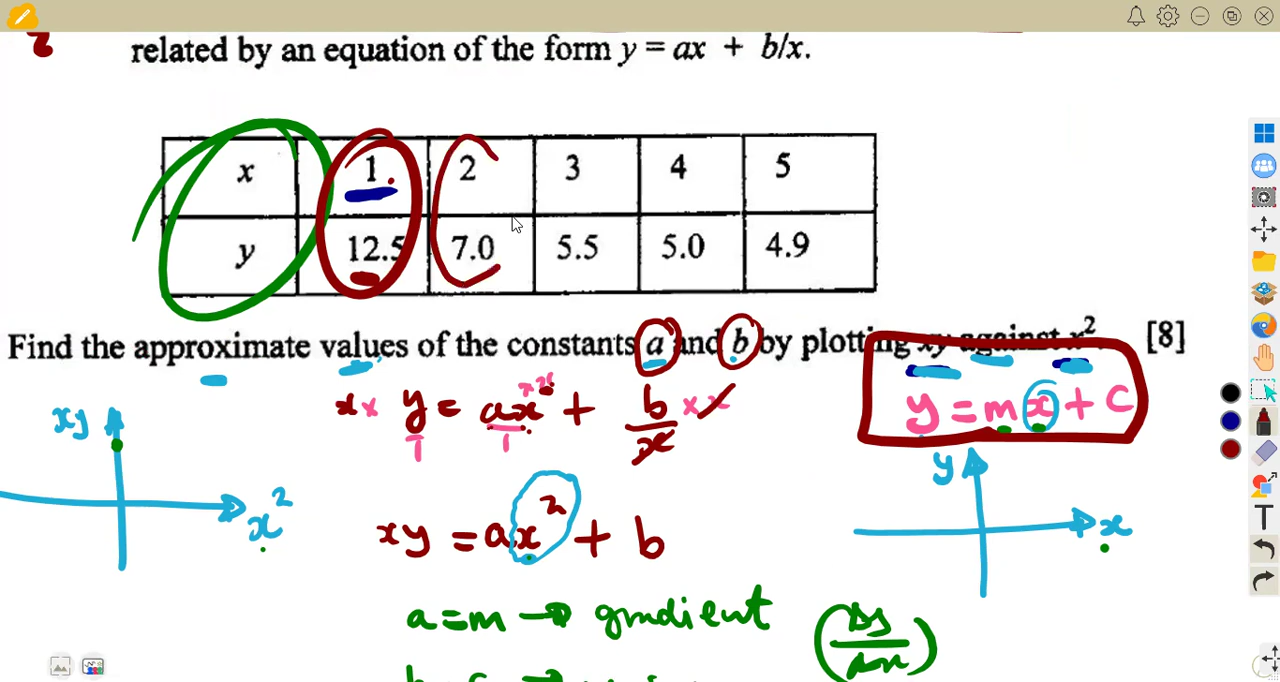 2
related by an equation of the form y = ax + b/x.
x 1. 2 3 4 5
y 12.5 7.0 5.5 5.0 4.9
Find the approximate values of the constants a and b by plotting xy against x² [8]
x × y = ax + b/x
y = mx + c
xy
x²
y
x
xy = ax² + b
a = m → gradient (Δy/Δx)
T